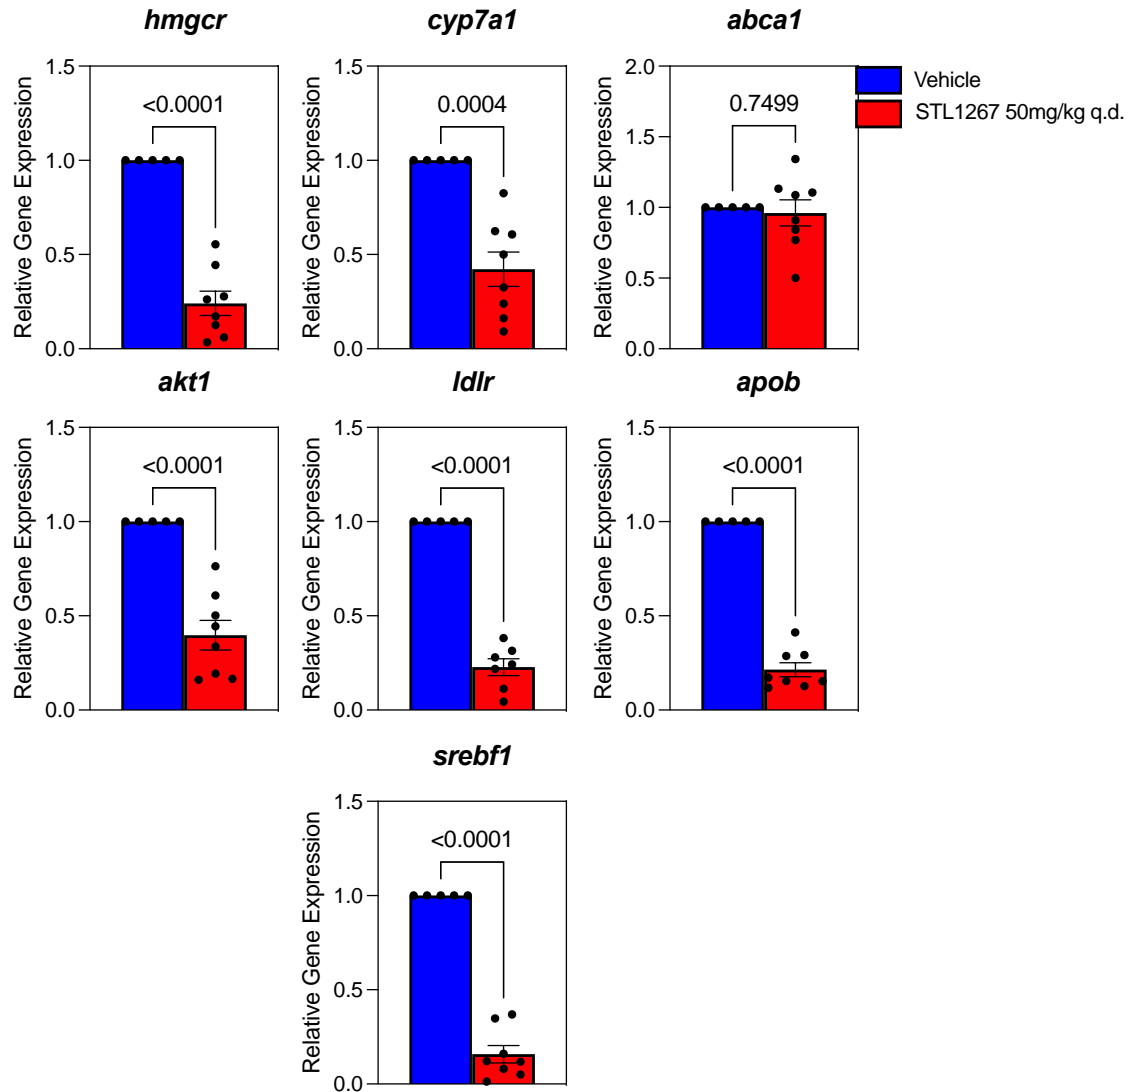 hmgcr
cyp7a1
abca1
Relative Gene Expression
1.5
1.0
0.5
0.0
<0.0001
Relative Gene Expression
1.5
1.0
0.5
0.0
0.0004
Relative Gene Expression
2.0
1.5
1.0
0.5
0.0
0.7499
Vehicle
STL1267 50mg/kg q.d.
akt1
ldlr
apob
Relative Gene Expression
1.5
1.0
0.5
0.0
<0.0001
Relative Gene Expression
1.5
1.0
0.5
0.0
<0.0001
Relative Gene Expression
1.5
1.0
0.5
0.0
<0.0001
srebf1
Relative Gene Expression
1.5
1.0
0.5
0.0
<0.0001